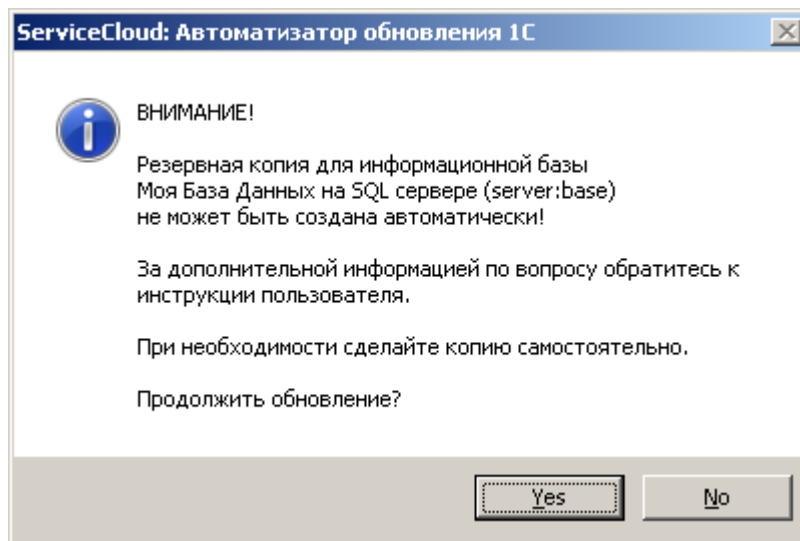 ServiceCloud: Автоматизатор обновления 1С
ВНИМАНИЕ!
Резервная копия для информационной базы
Моя База Данных на SQL сервере (server:base)
не может быть создана автоматически!
За дополнительной информацией по вопросу обратитесь к
инструкции пользователя.
При необходимости сделайте копию самостоятельно.
Продолжить обновление?
Yes
No